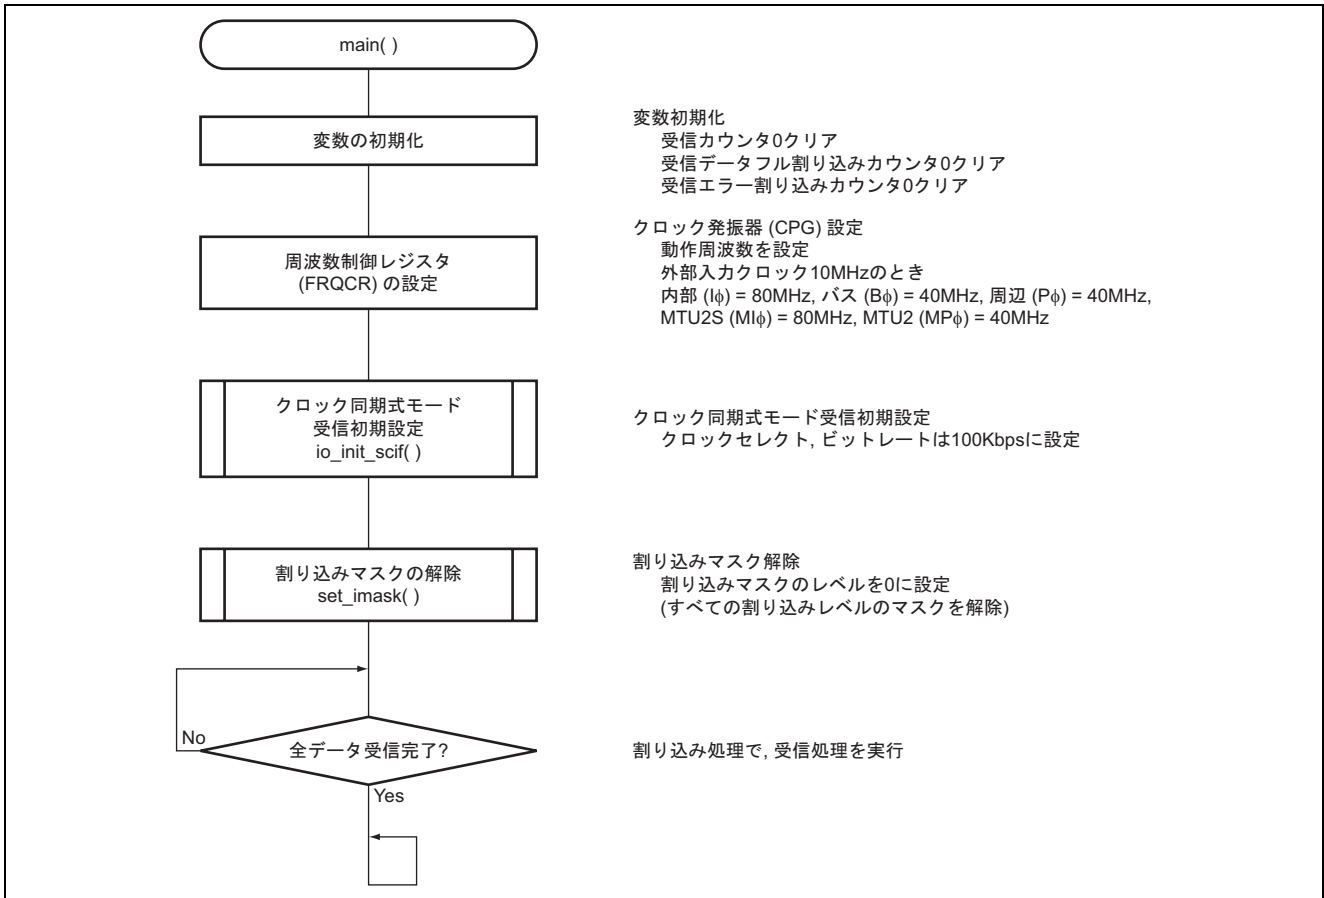 main( )
変数の初期化
変数初期化
受信カウンタ0クリア
受信データフル割り込みカウンタ0クリア
受信エラー割り込みカウンタ0クリア
周波数制御レジスタ
(FRQCR) の設定
クロック発振器 (CPG) 設定
動作周波数を設定
外部入力クロック10MHzのとき
内部 (Iφ) = 80MHz, バス (Bφ) = 40MHz, 周辺 (Pφ) = 40MHz,
MTU2S (MIφ) = 80MHz, MTU2 (MPφ) = 40MHz
クロック同期式モード
受信初期設定
io_init_scif( )
クロック同期式モード受信初期設定
クロックセレクト, ビットレートは100Kbpsに設定
割り込みマスクの解除
set_imask( )
割り込みマスク解除
割り込みマスクのレベルを0に設定
(すべての割り込みレベルのマスクを解除)
No
全データ受信完了?
割り込み処理で, 受信処理を実行
Yes